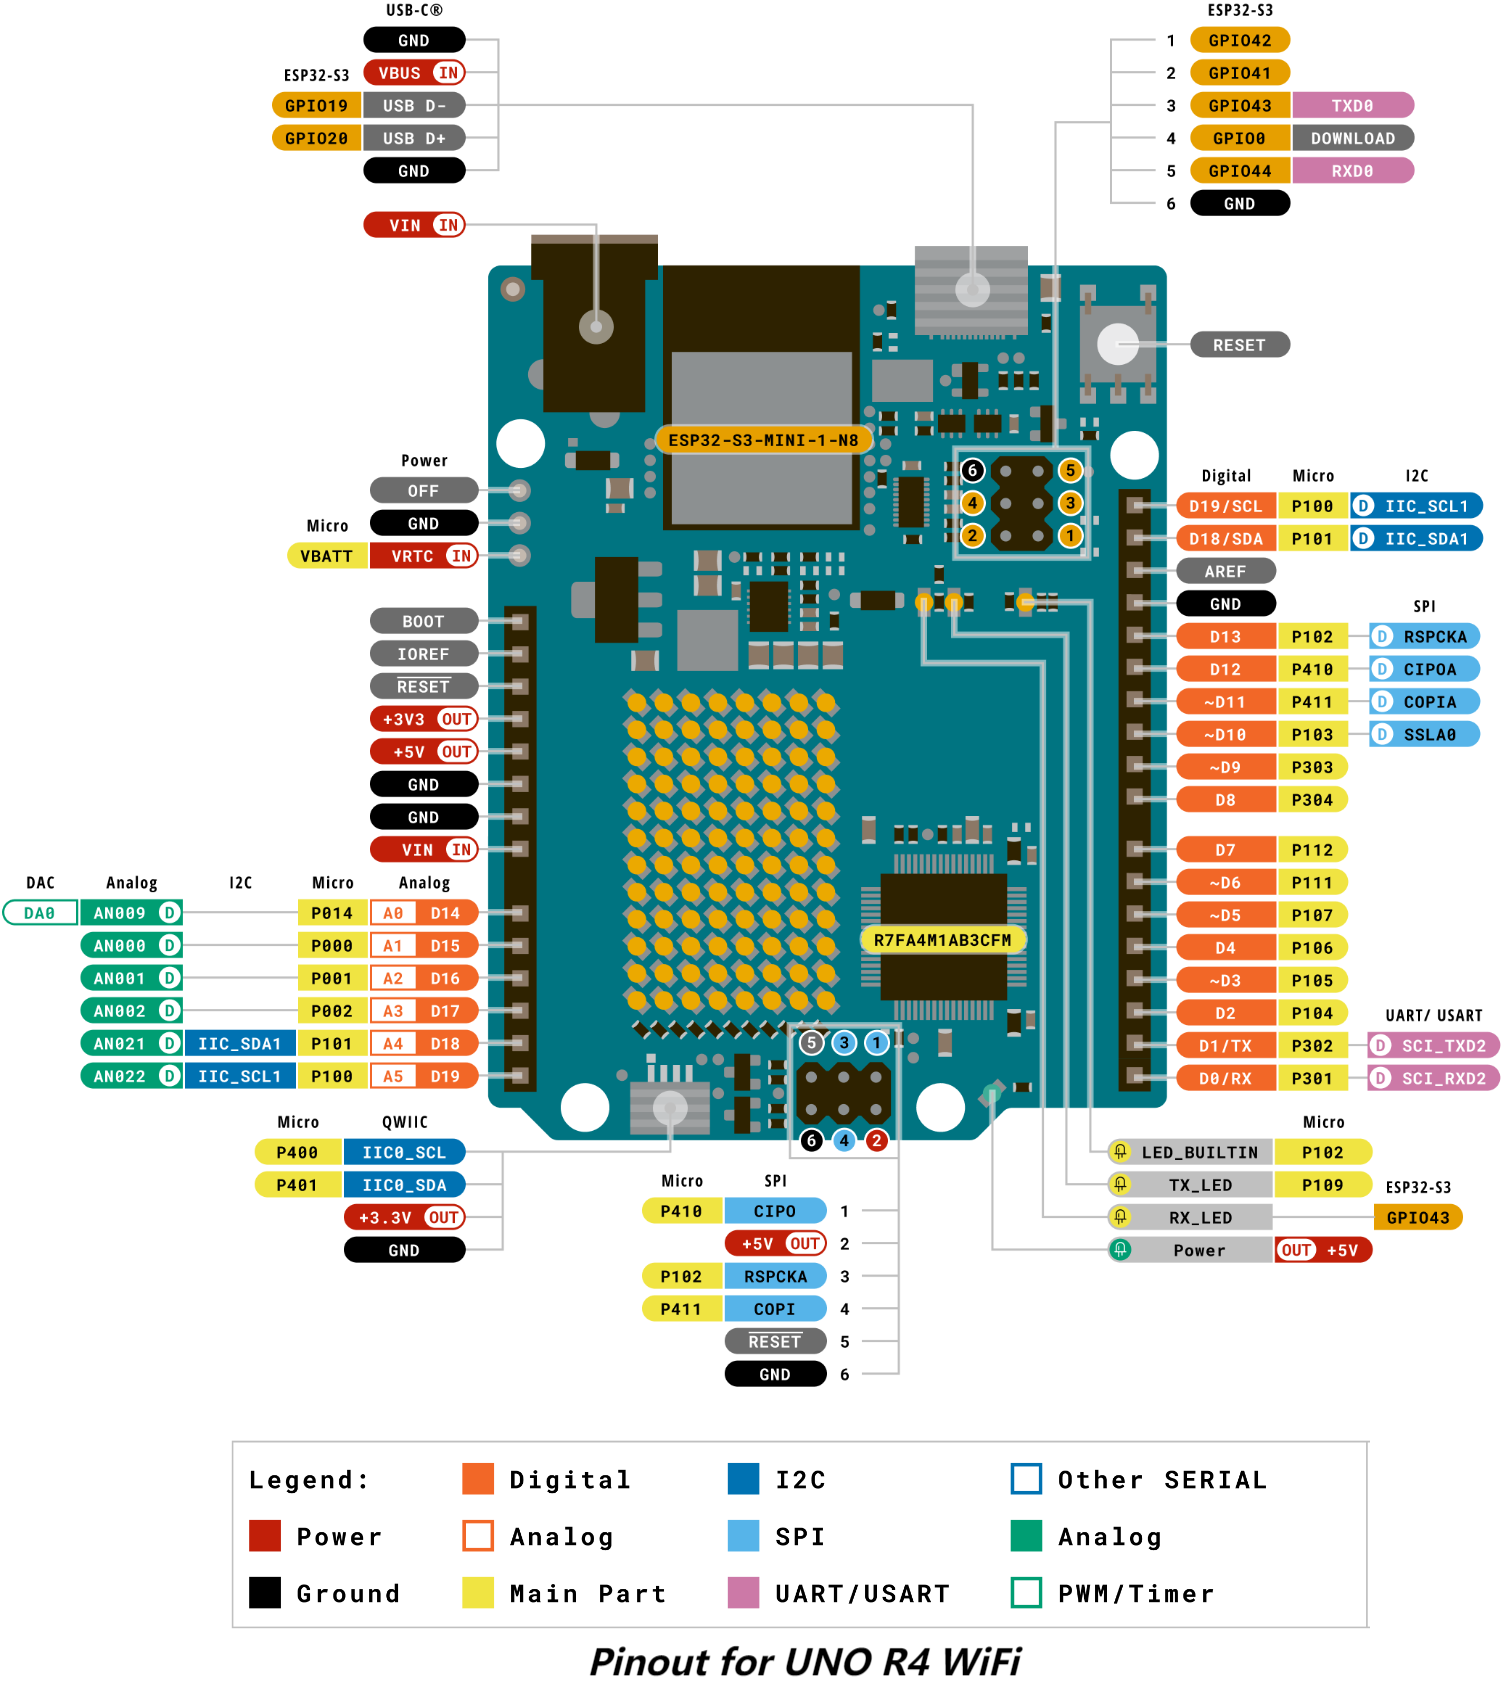 USB-C®
GND
VBUS IN
ESP32-S3
GPIO19 USB D-
GPIO20 USB D+
GND
VIN IN
ESP32-S3
1 GPIO42
2 GPIO41
3 GPIO43 TXD0
4 GPIO0 DOWNLOAD
5 GPIO44 RXD0
6 GND
RESET
ESP32-S3-MINI-1-N8
6 5
4 3
2 1
Power
OFF
GND
Micro
VBATT VRTC IN
BOOT
IOREF
RESET
+3V3 OUT
+5V OUT
GND
GND
VIN IN
DAC Analog I2C Micro Analog
DA0 AN009 D P014 A0 D14
AN000 D P000 A1 D15
AN001 D P001 A2 D16
AN002 D P002 A3 D17
AN021 D IIC_SDA1 P101 A4 D18
AN022 D IIC_SCL1 P100 A5 D19
Digital Micro I2C
D19/SCL P100 D IIC_SCL1
D18/SDA P101 D IIC_SDA1
AREF
GND
SPI
D13 P102 D RSPCKA
D12 P410 D CIPOA
~D11 P411 D COPIA
~D10 P103 D SSLA0
~D9 P303
D8 P304
D7 P112
~D6 P111
~D5 P107
D4 P106
~D3 P105
D2 P104
UART/ USART
D1/TX P302 D SCI_TXD2
D0/RX P301 D SCI_RXD2
R7FA4M1AB3CFM
5 3 1
6 4 2
Micro QWIIC
P400 IIC0_SCL
P401 IIC0_SDA
+3.3V OUT
GND
Micro SPI
P410 CIPO 1
+5V OUT 2
P102 RSPCKA 3
P411 COPI 4
RESET 5
GND 6
Micro
LED_BUILTIN P102
TX_LED P109
ESP32-S3
RX_LED GPIO43
Power OUT +5V
Legend: Digital I2C Other SERIAL
Power Analog SPI Analog
Ground Main Part UART/USART PWM/Timer
Pinout for UNO R4 WiFi